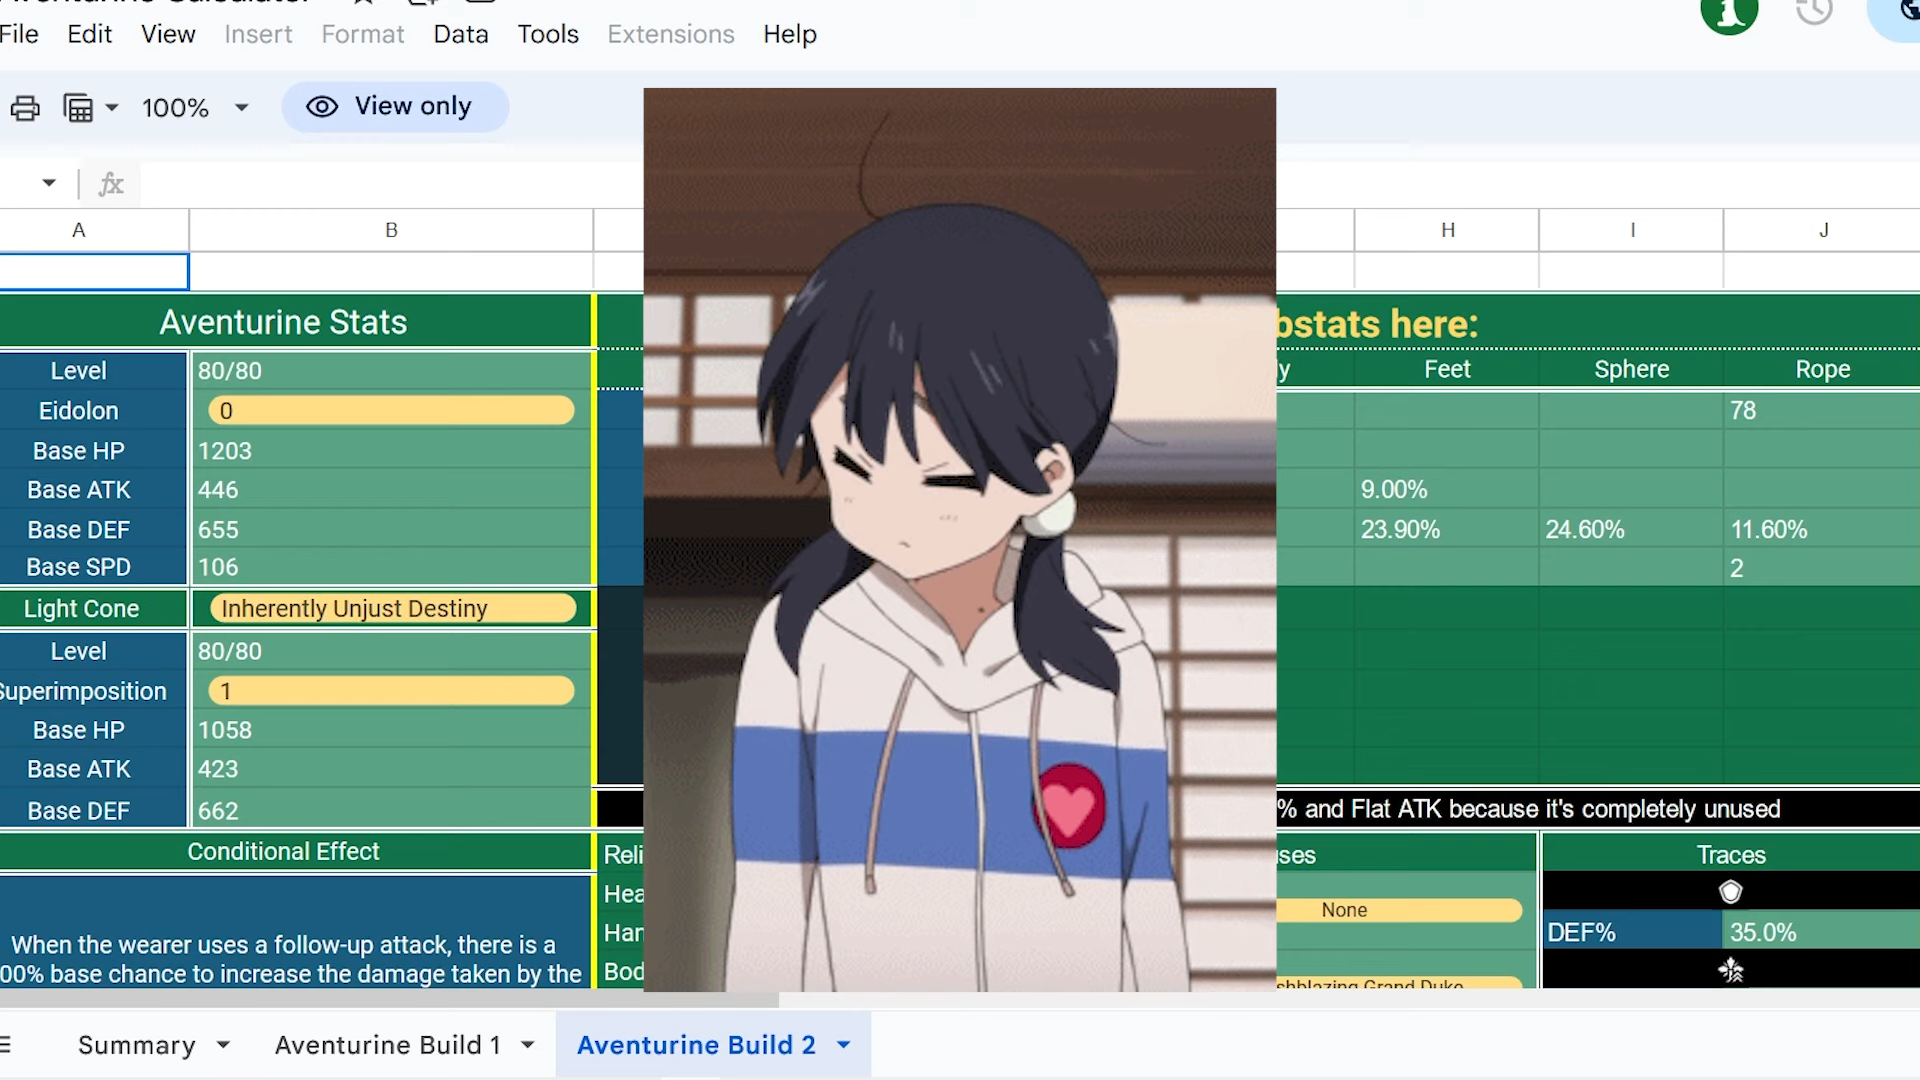 Aventurine Calculator
File Edit View Insert Format Data Tools Extensions Help
100% View only
fx
A B H I J
Aventurine Stats
bstats here:
Level 80/80
y Feet Sphere Rope
Eidolon 0
78
Base HP 1203
Base ATK 446
9.00%
Base DEF 655
23.90% 24.60% 11.60%
Base SPD 106
2
Light Cone Inherently Unjust Destiny
Level 80/80
Superimposition 1
Base HP 1058
Base ATK 423
Base DEF 662
% and Flat ATK because it's completely unused
Conditional Effect
Reli
ses
Traces
Hea
None
Har
DEF% 35.0%
When the wearer uses a follow-up attack, there is a
00% base chance to increase the damage taken by the
Bod
shblazing Grand Duke
Summary Aventurine Build 1 Aventurine Build 2